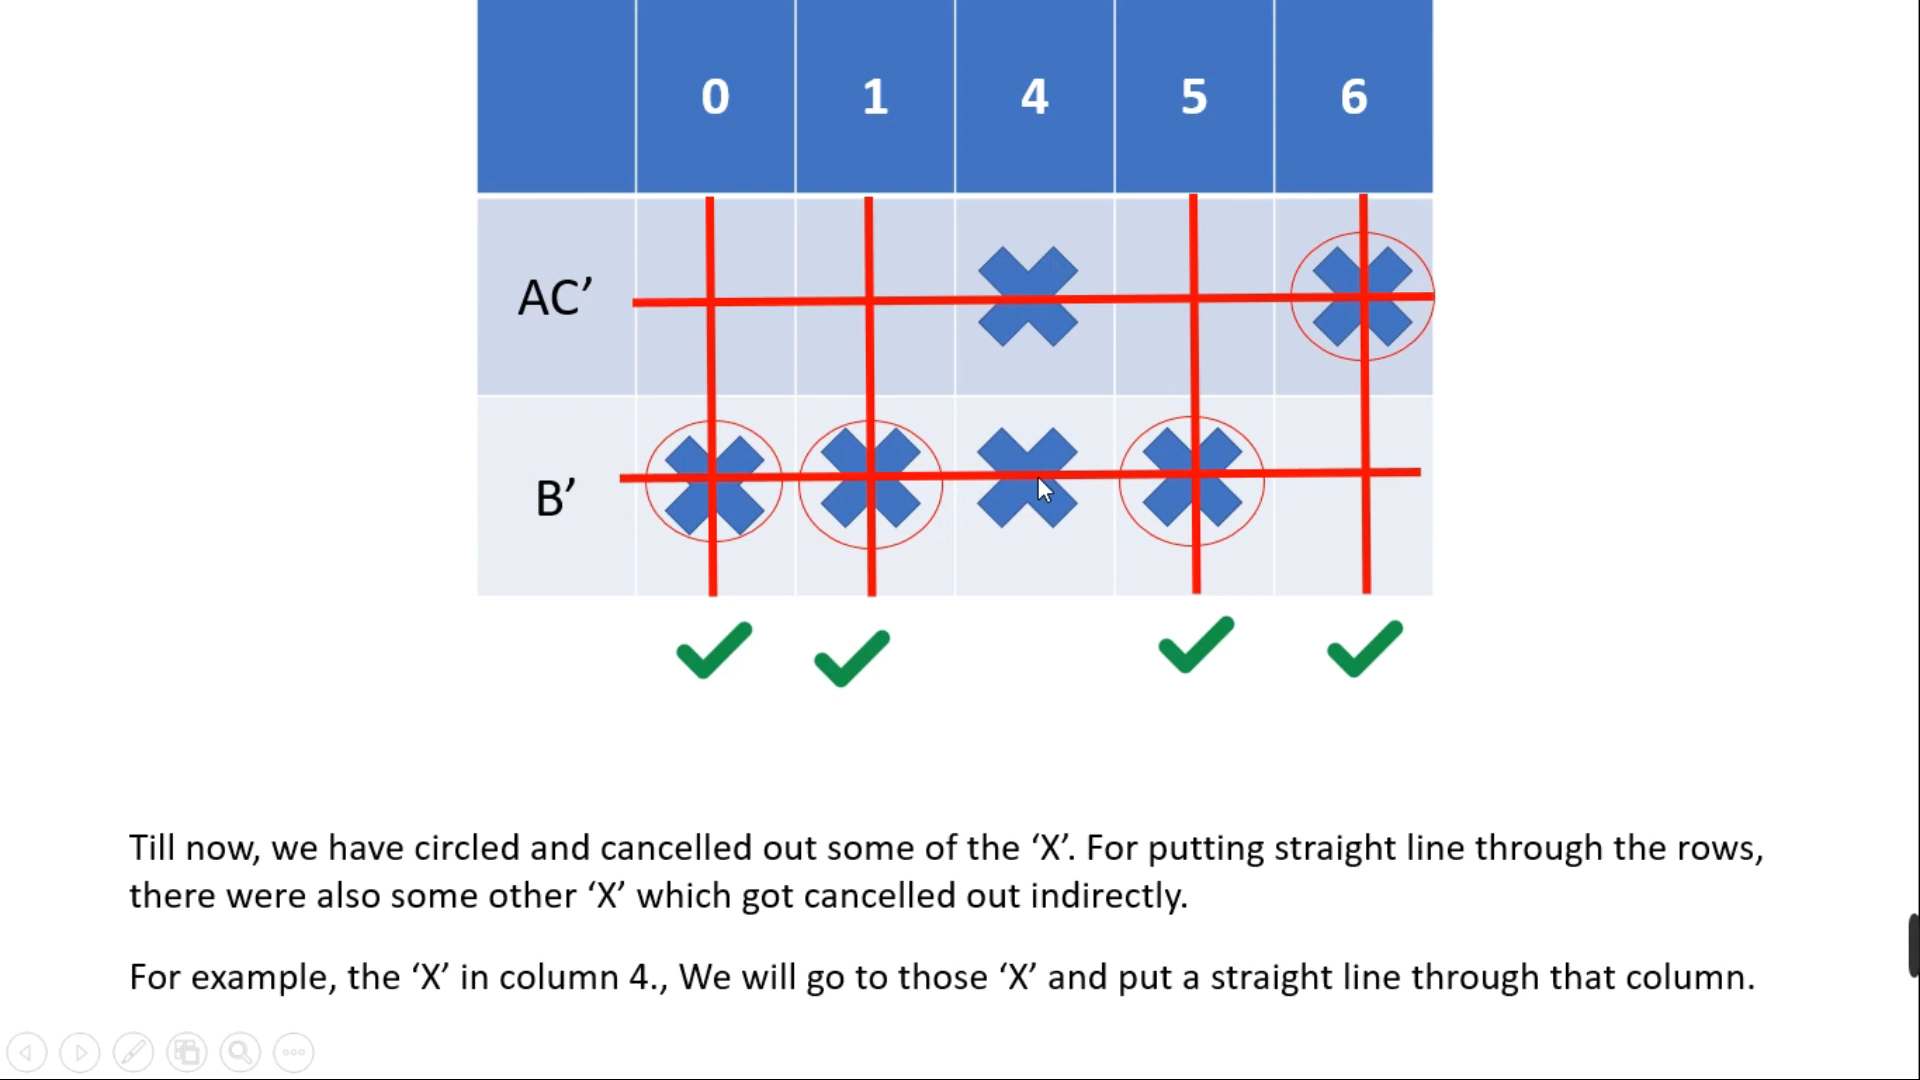 0 1 4 5 6
AC’
B’
Till now, we have circled and cancelled out some of the ‘X’. For putting straight line through the rows,
there were also some other ‘X’ which got cancelled out indirectly.
For example, the ‘X’ in column 4., We will go to those ‘X’ and put a straight line through that column.